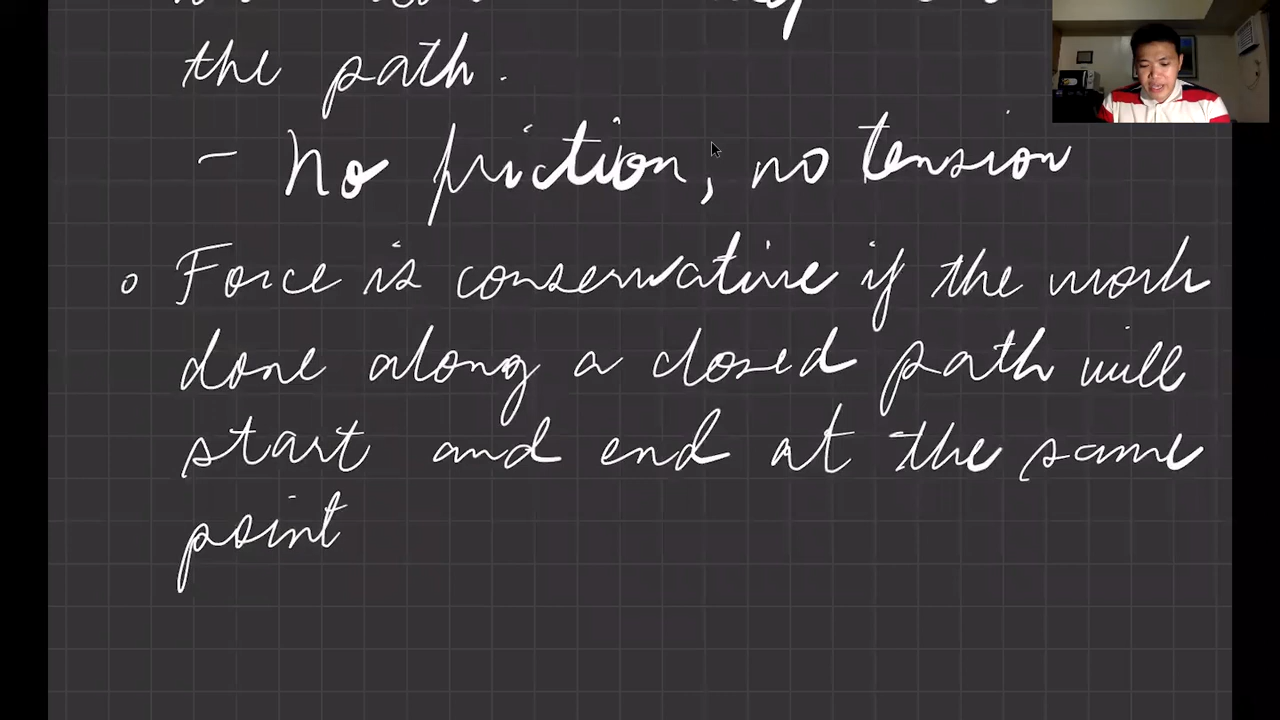 the path.
- No friction, no tension
o Force is conservative if the work
done along a closed path will
start and end at the same
point